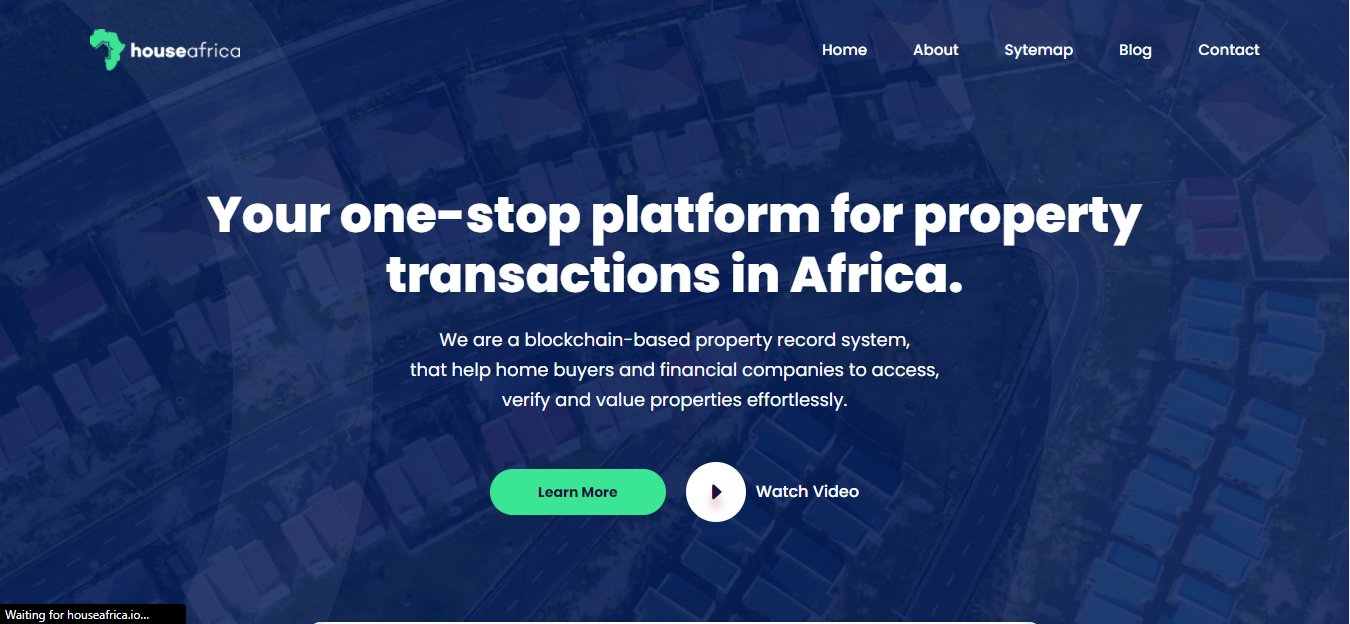 houseafrica
Home About Sytemap Blog Contact
Your one-stop platform for property
transactions in Africa.
We are a blockchain-based property record system,
that help home buyers and financial companies to access,
verify and value properties effortlessly.
Learn More
Watch Video
Waiting for houseafrica.io...